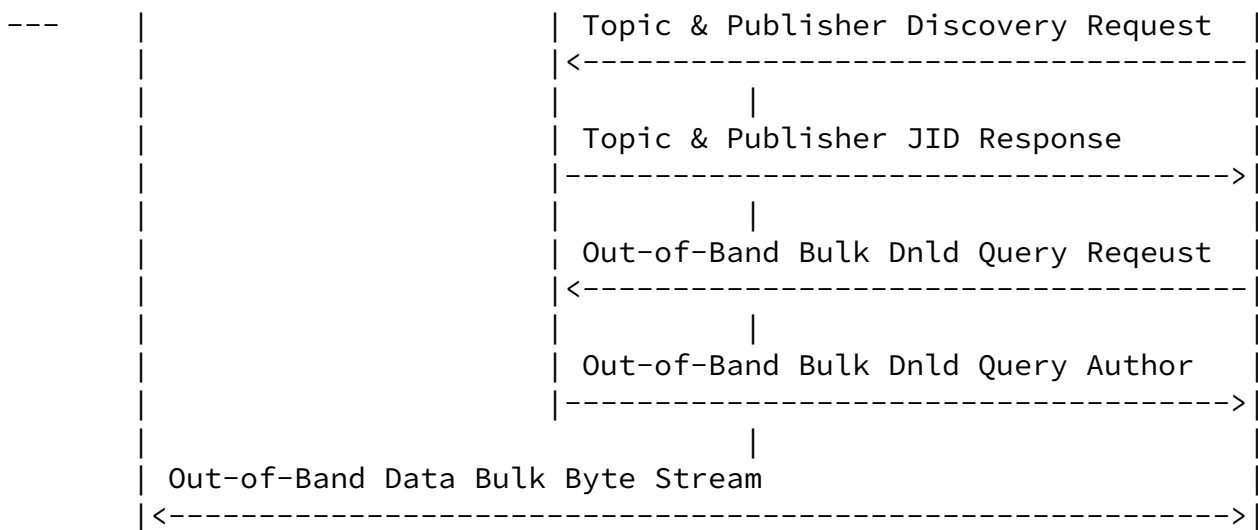 ---
Topic & Publisher Discovery Request
Topic & Publisher JID Response
Out-of-Band Bulk Dnld Query Reqeust
Out-of-Band Bulk Dnld Query Author
Out-of-Band Data Bulk Byte Stream